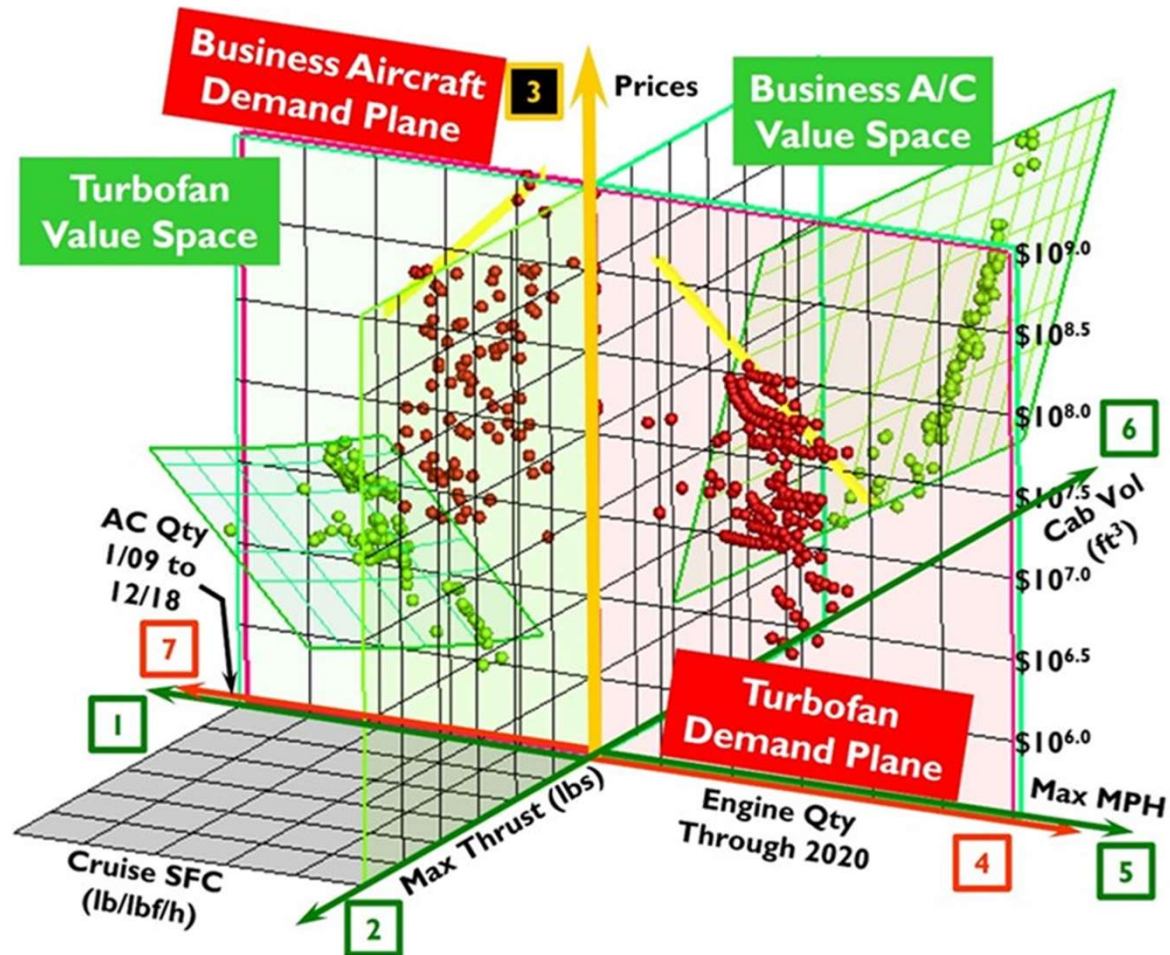 Business Aircraft
Demand Plane
3
Prices
Business A/C
Value Space
Turbofan
Value Space
$10^9.0
$10^8.5
$10^8.0
$10^7.5
$10^7.0
$10^6.5
$10^6.0
6
Cab Vol
(ft³)
AC Qty
1/09 to
12/18
7
1
Turbofan
Demand Plane
Max MPH
Max Thrust (lbs)
Engine Qty
Through 2020
4
5
Cruise SFC
(lb/lbf/h)
2